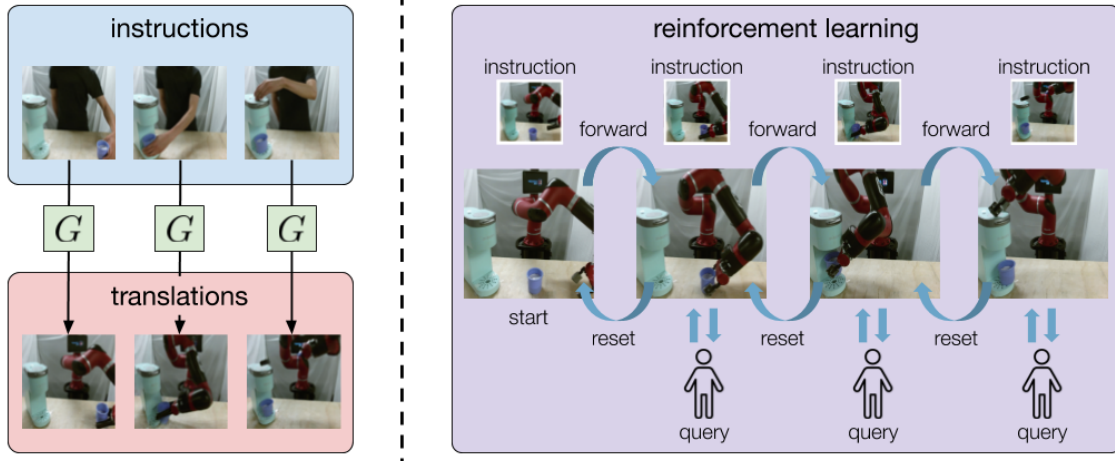 instructions
G
G
G
translations
reinforcement learning
instruction
instruction
instruction
instruction
forward
forward
forward
start
reset
reset
reset
query
query
query